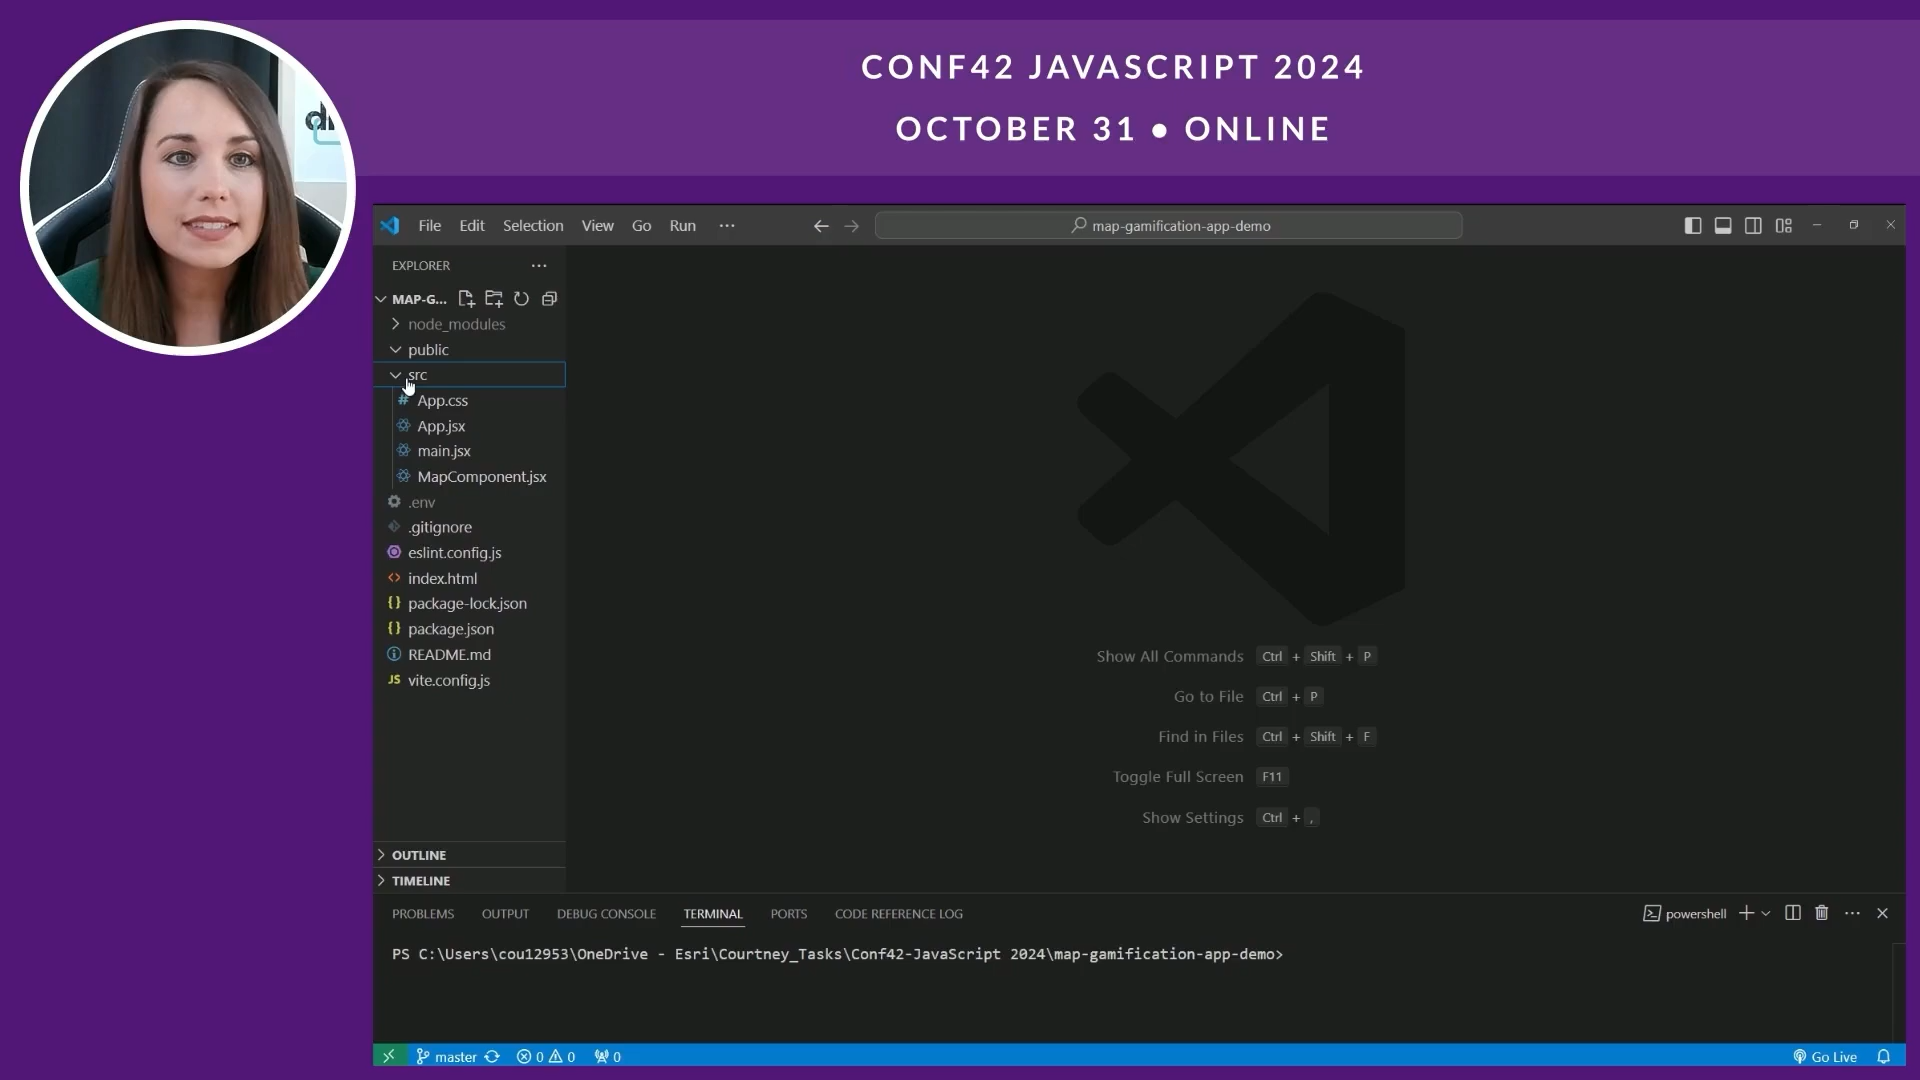 CONF42 JAVASCRIPT 2024
OCTOBER 31 • ONLINE
File Edit Selection View Go Run ··· map-gamification-app-demo
EXPLORER ···
MAP-G...
node_modules
public
src
# App.css
App.jsx
main.jsx
MapComponent.jsx
.env
.gitignore
eslint.config.js
<> index.html
{} package-lock.json
{} package.json
README.md
JS vite.config.js
Show All Commands Ctrl + Shift + P
Go to File Ctrl + P
Find in Files Ctrl + Shift + F
Toggle Full Screen F11
Show Settings Ctrl + ,
OUTLINE
TIMELINE
PROBLEMS OUTPUT DEBUG CONSOLE TERMINAL PORTS CODE REFERENCE LOG powershell
PS C:\Users\cou12953\OneDrive - Esri\Courtney_Tasks\Conf42-JavaScript 2024\map-gamification-app-demo>
master 0 0 0 Go Live